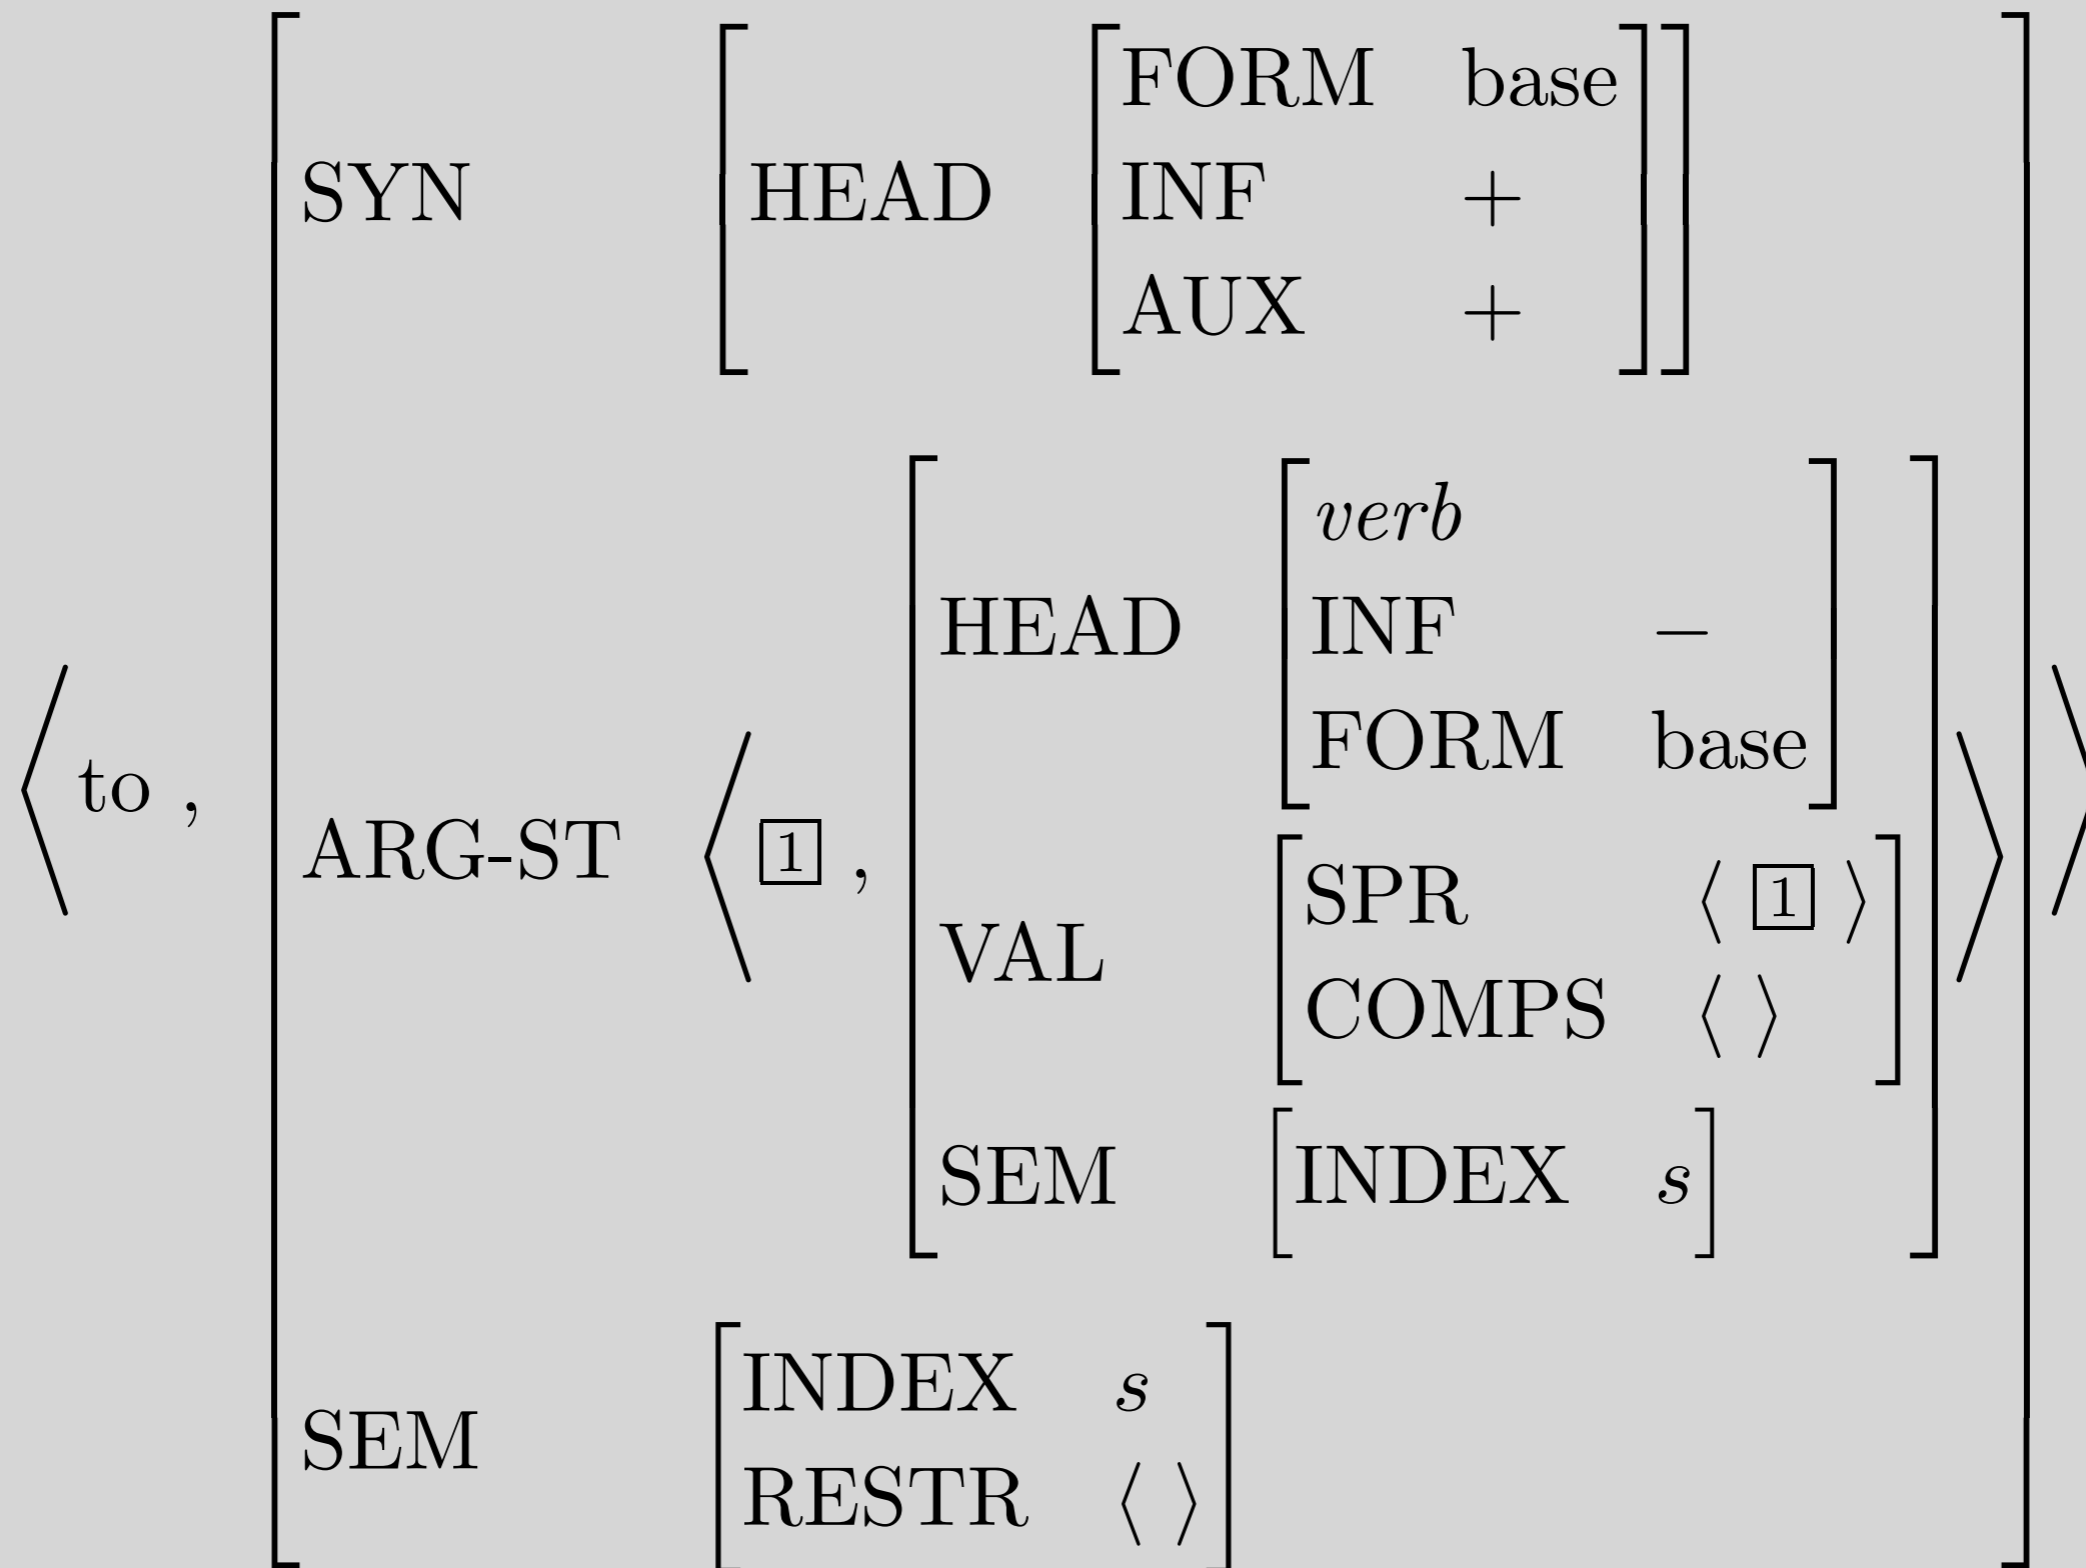 FORM base
SYN [HEAD [INF +]]
AUX +
verb
HEAD [INF –]
FORM base
⟨to , ARG-ST ⟨[1] , VAL [SPR ⟨ [1] ⟩
COMPS ⟨ ⟩]⟩⟩
SEM [INDEX s]
INDEX s
SEM
RESTR ⟨ ⟩